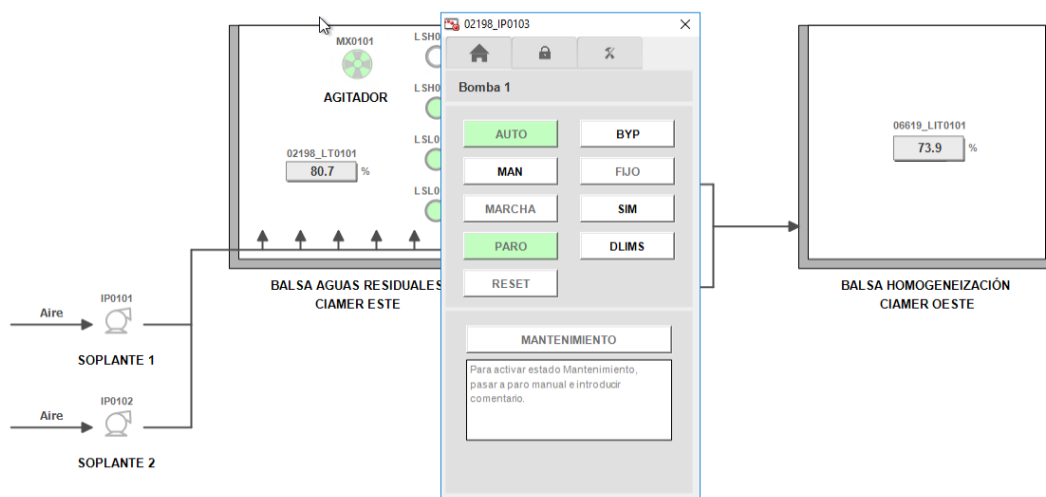 02198_IP0103
MX0101
AGITADOR
LSH0
LSH0
LSL0
LSL0
02198_LT0101
80.7 %
BALSA AGUAS RESIDUALES
CIAMER ESTE
Aire
IP0101
SOPLANTE 1
Aire
IP0102
SOPLANTE 2
Bomba 1
AUTO
BYP
MAN
FIJO
MARCHA
SIM
PARO
DLIMS
RESET
MANTENIMIENTO
Para activar estado Mantenimiento,
pasar a paro manual e introducir
comentario.
06619_LIT0101
73.9 %
BALSA HOMOGENEIZACIÓN
CIAMER OESTE